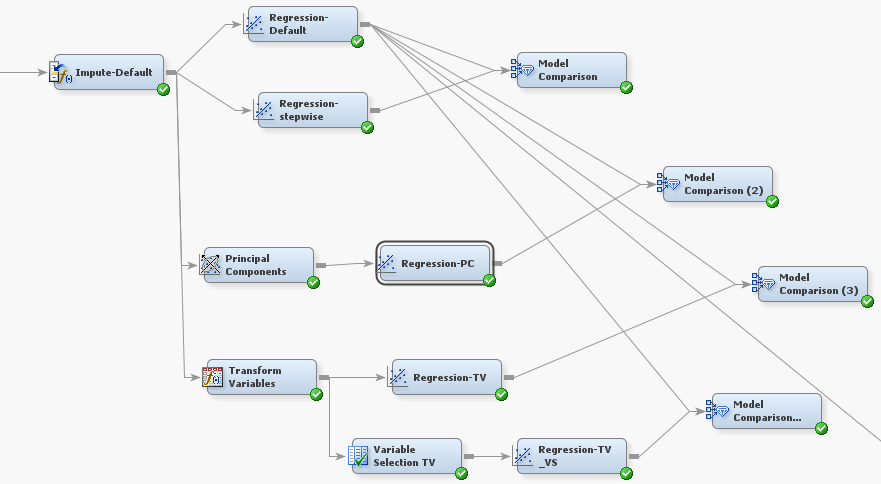 Regression-
Default
Impute-Default
Model
Comparison
Regression-
stepwise
Model
Comparison (2)
Principal
Components
Regression-PC
Model
Comparison (3)
Transform
Variables
Regression-TV
Model
Comparison...
Variable
Selection TV
Regression-TV
_VS